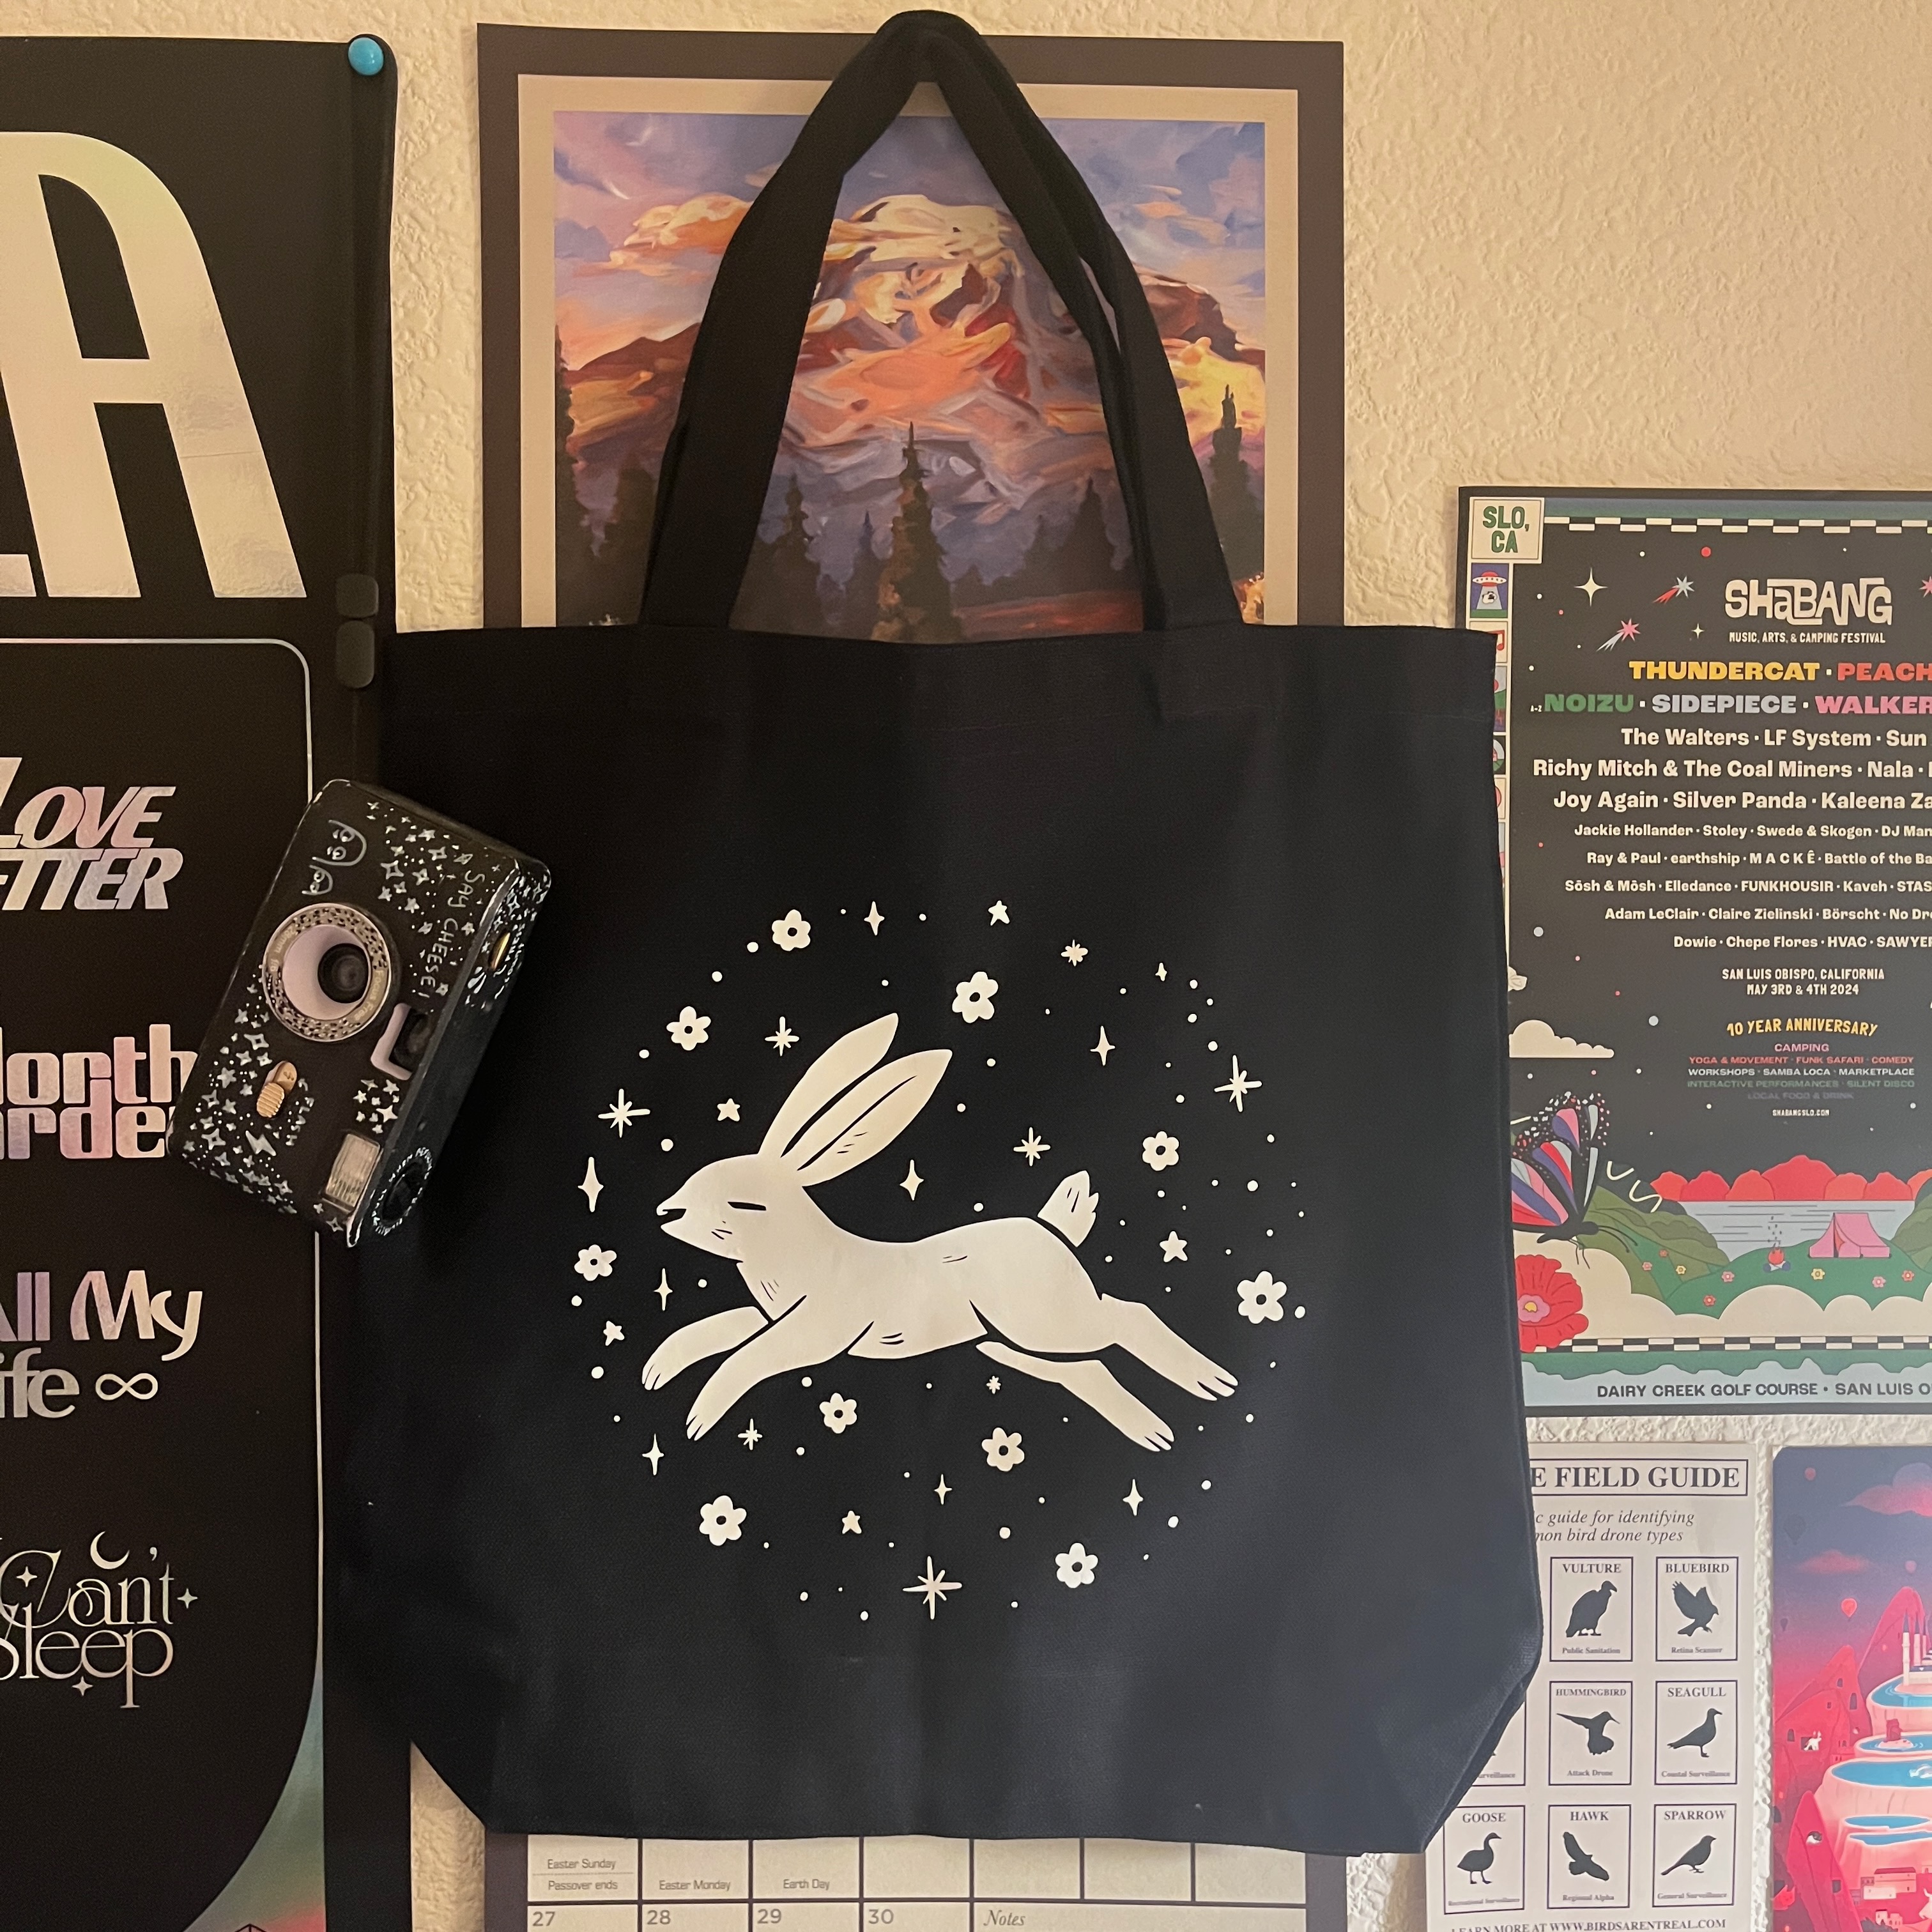 A
LOVE
ETTER
North
arde
All My
ife ∞
Can't
Sleep
SAY CHEESE!
SLO,
CA
SHaBANG
MUSIC, ARTS, & CAMPING FESTIVAL
THUNDERCAT · PEACH
A-Z NOIZU · SIDEPIECE · WALKER
The Walters · LF System · Sun
Richy Mitch & The Coal Miners · Nala ·
Joy Again · Silver Panda · Kaleena Za
Jackie Hollander · Stoley · Swede & Skogen · DJ Man
Ray & Paul · earthship · M A C K Ê · Battle of the Ba
Sösh & Mösh · Elledance · FUNKHOUSIR · Kaveh · STAS
Adam LeClair · Claire Zielinski · Börscht · No Dr
Dowie · Chepe Flores · HVAC · SAWYER
SAN LUIS OBISPO, CALIFORNIA
MAY 3RD & 4TH 2024
10 YEAR ANNIVERSARY
CAMPING
YOGA & MOVEMENT · FUNK SAFARI · COMEDY
WORKSHOPS · SAMBA LOCA · MARKETPLACE
INTERACTIVE PERFORMANCES · SILENT DISCO
LOCAL FOOD & DRINK
SHABANGSLO.COM
DAIRY CREEK GOLF COURSE • SAN LUIS O
E FIELD GUIDE
c guide for identifying
mon bird drone types
VULTURE
Public Sanitation
BLUEBIRD
Retina Scanner
HUMMINGBIRD
Attack Drone
SEAGULL
Coastal Surveillance
GOOSE
Recreational Surveillance
HAWK
Regional Alpha
SPARROW
General Surveillance
LEARN MORE AT WWW.BIRDSARENTREAL.COM
Easter Sunday
Passover ends
Easter Monday
Earth Day
27 28 29 30 Notes